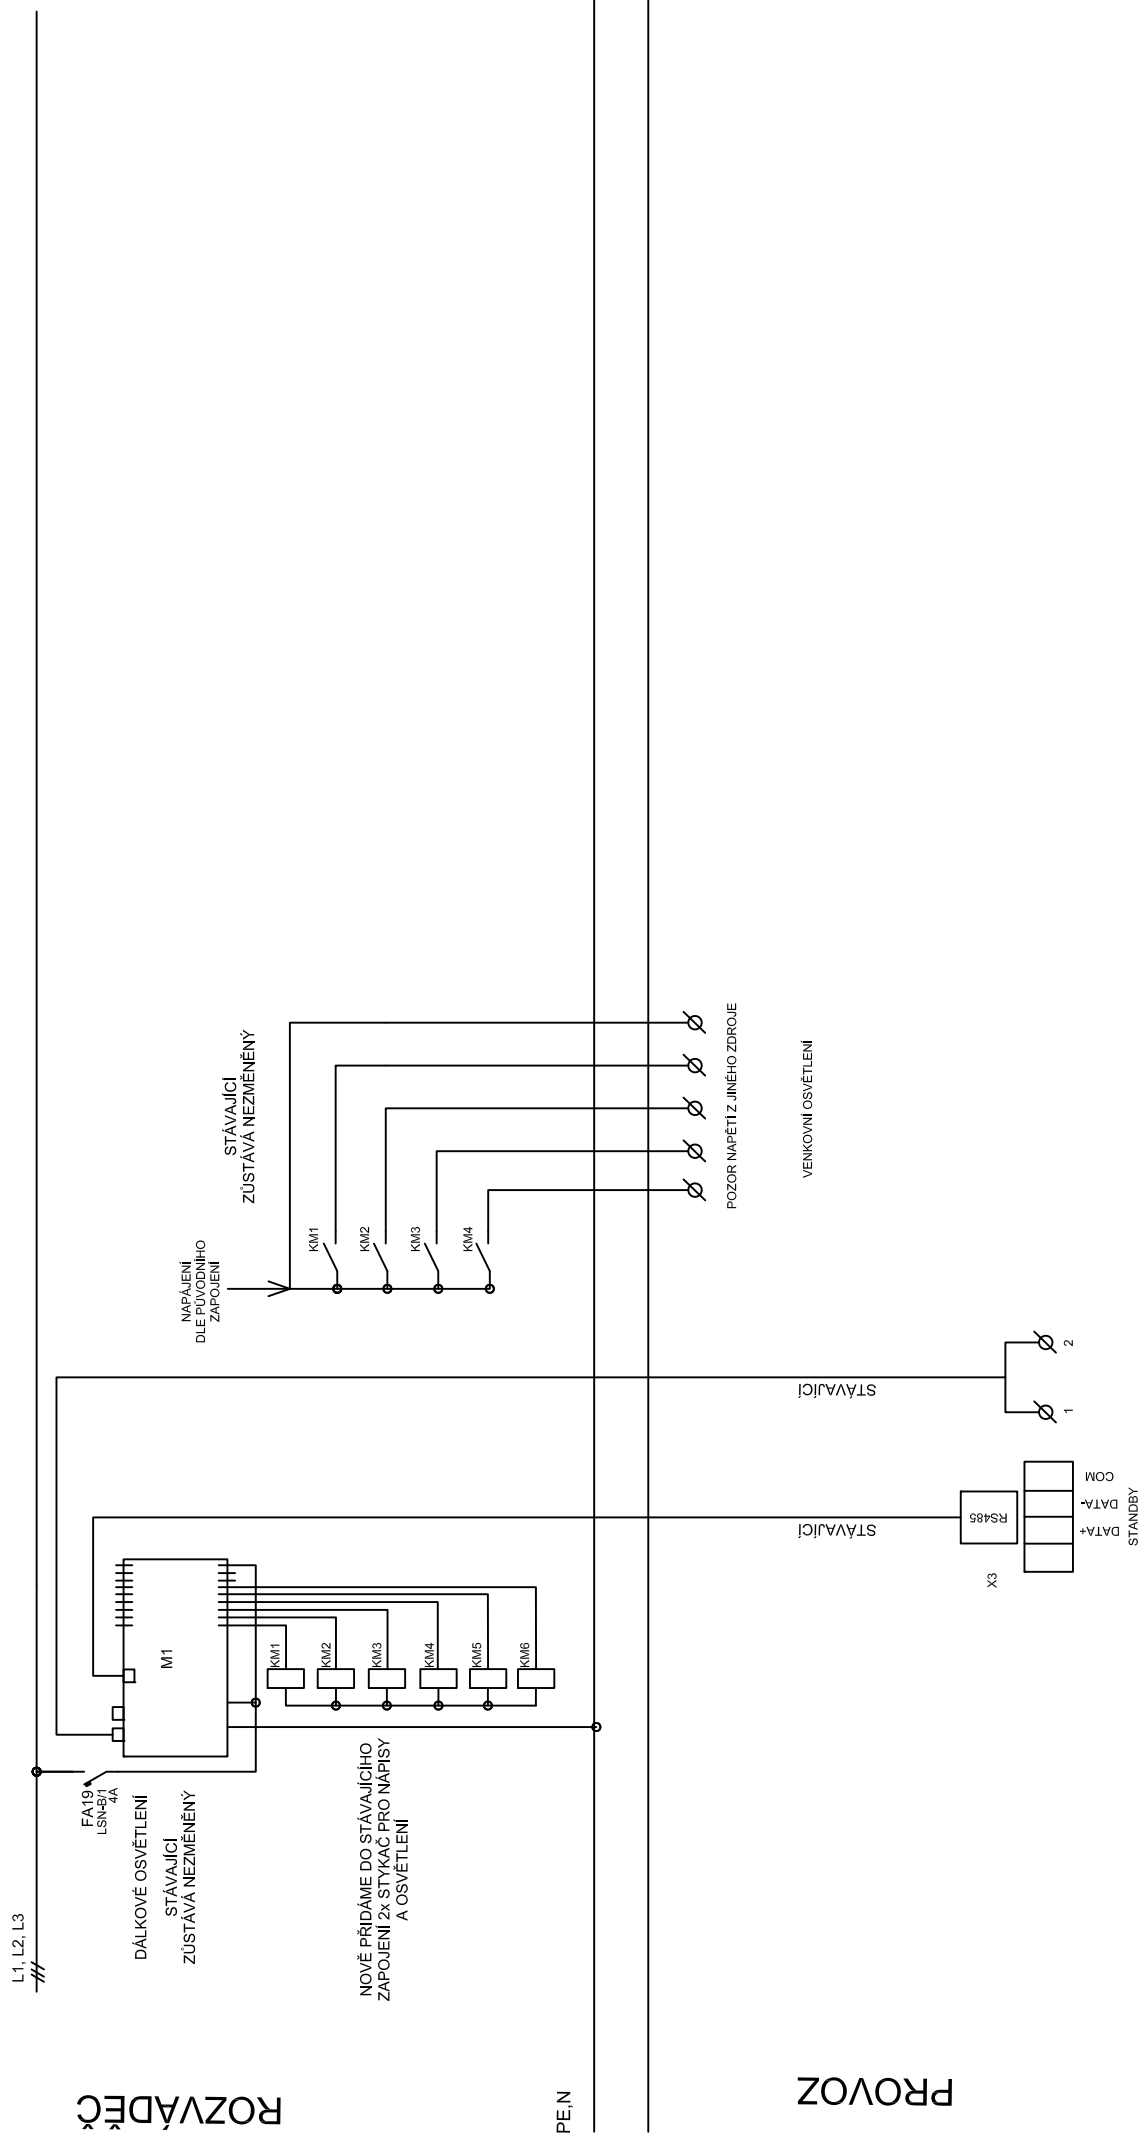 L1, L2, L3
ROZVÁDĚČ
FA19
LSN-B/1
4A
DÁLKOVÉ OSVĚTLENÍ
STÁVAJÍCÍ
ZŮSTÁVÁ NEZMĚNĚNÝ
M1
KM1
KM2
KM3
KM4
KM5
KM6
NOVĚ PŘIDÁME DO STÁVAJÍCÍHO
ZAPOJENÍ 2x STYKAČ PRO NÁPISY
A OSVĚTLENÍ
NAPÁJENÍ
DLE PŮVODNÍHO
ZAPOJENÍ
STÁVAJÍCÍ
ZŮSTÁVÁ NEZMĚNĚNÝ
KM1
KM2
KM3
KM4
PE,N
PROVOZ
STÁVAJÍCÍ
STÁVAJÍCÍ
X3
RS485
DATA+
DATA-
COM
STANDBY
1
2
POZOR NAPĚTÍ Z JINÉHO ZDROJE
VENKOVNÍ OSVĚTLENÍ